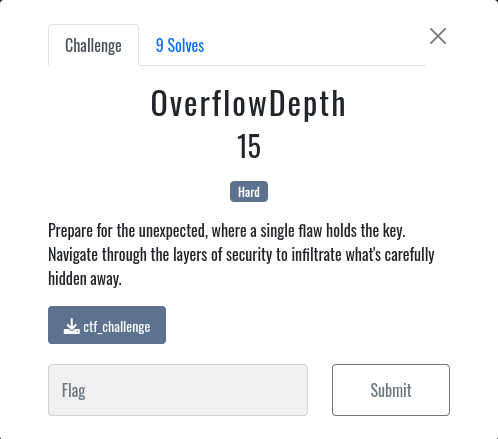 Challenge
9 Solves
OverflowDepth
15
Hard
Prepare for the unexpected, where a single flaw holds the key.
Navigate through the layers of security to infiltrate what's carefully
hidden away.
ctf_challenge
Flag
Submit